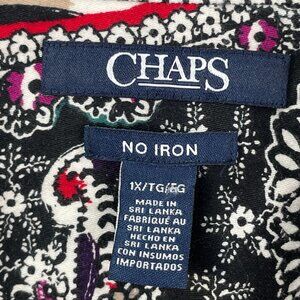 CHAPS
NO IRON
1X/TG/EG
MADE IN
SRI LANKA
FABRIQUÉ AU
SRI LANKA
HECHO EN
SRI LANKA
CON INSUMOS
IMPORTADOS